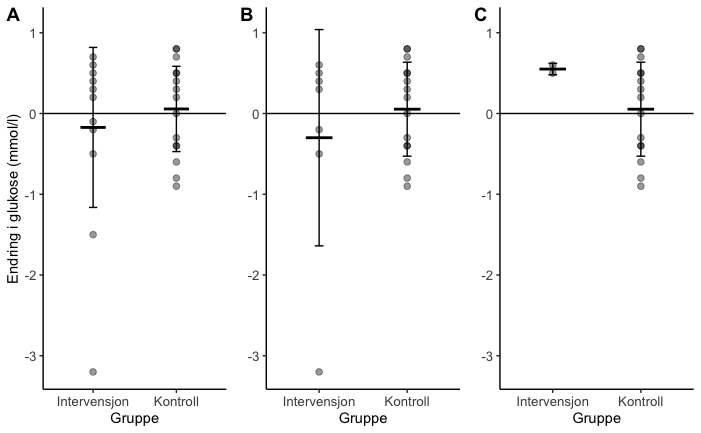 A
B
C
Endring i glukose (mmol/l)
1
0
-1
-2
-3
Intervensjon
Kontroll
Gruppe
1
0
-1
-2
-3
Intervensjon
Kontroll
Gruppe
1
0
-1
-2
-3
Intervensjon
Kontroll
Gruppe